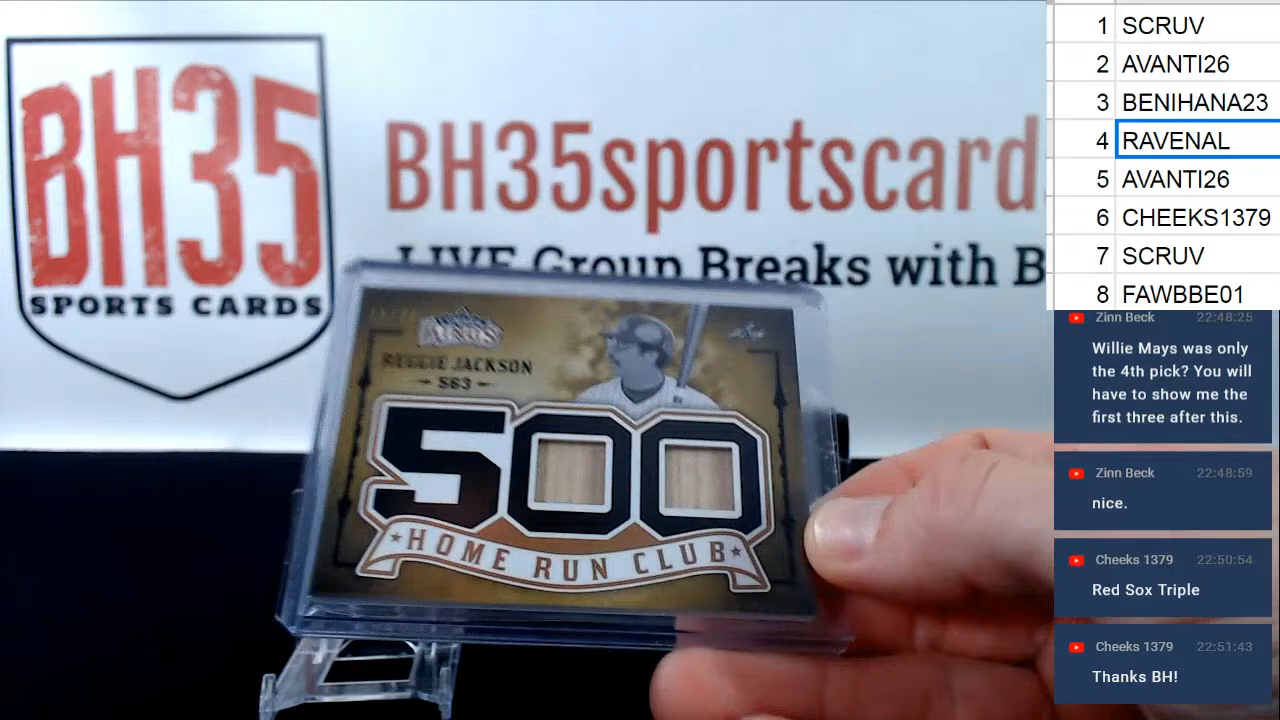 BH35
SPORTS CARDS
BH35sportscard
LIVE Group Breaks with B
REGGIE JACKSON
- 563 -
500
HOME RUN CLUB
1 SCRUV
2 AVANTI26
3 BENIHANA23
4 RAVENAL
5 AVANTI26
6 CHEEKS1379
7 SCRUV
8 FAWBBE01
Zinn Beck 22:48:25
Willie Mays was only
the 4th pick? You will
have to show me the
first three after this.
Zinn Beck 22:48:59
nice.
Cheeks 1379 22:50:54
Red Sox Triple
Cheeks 1379 22:51:43
Thanks BH!